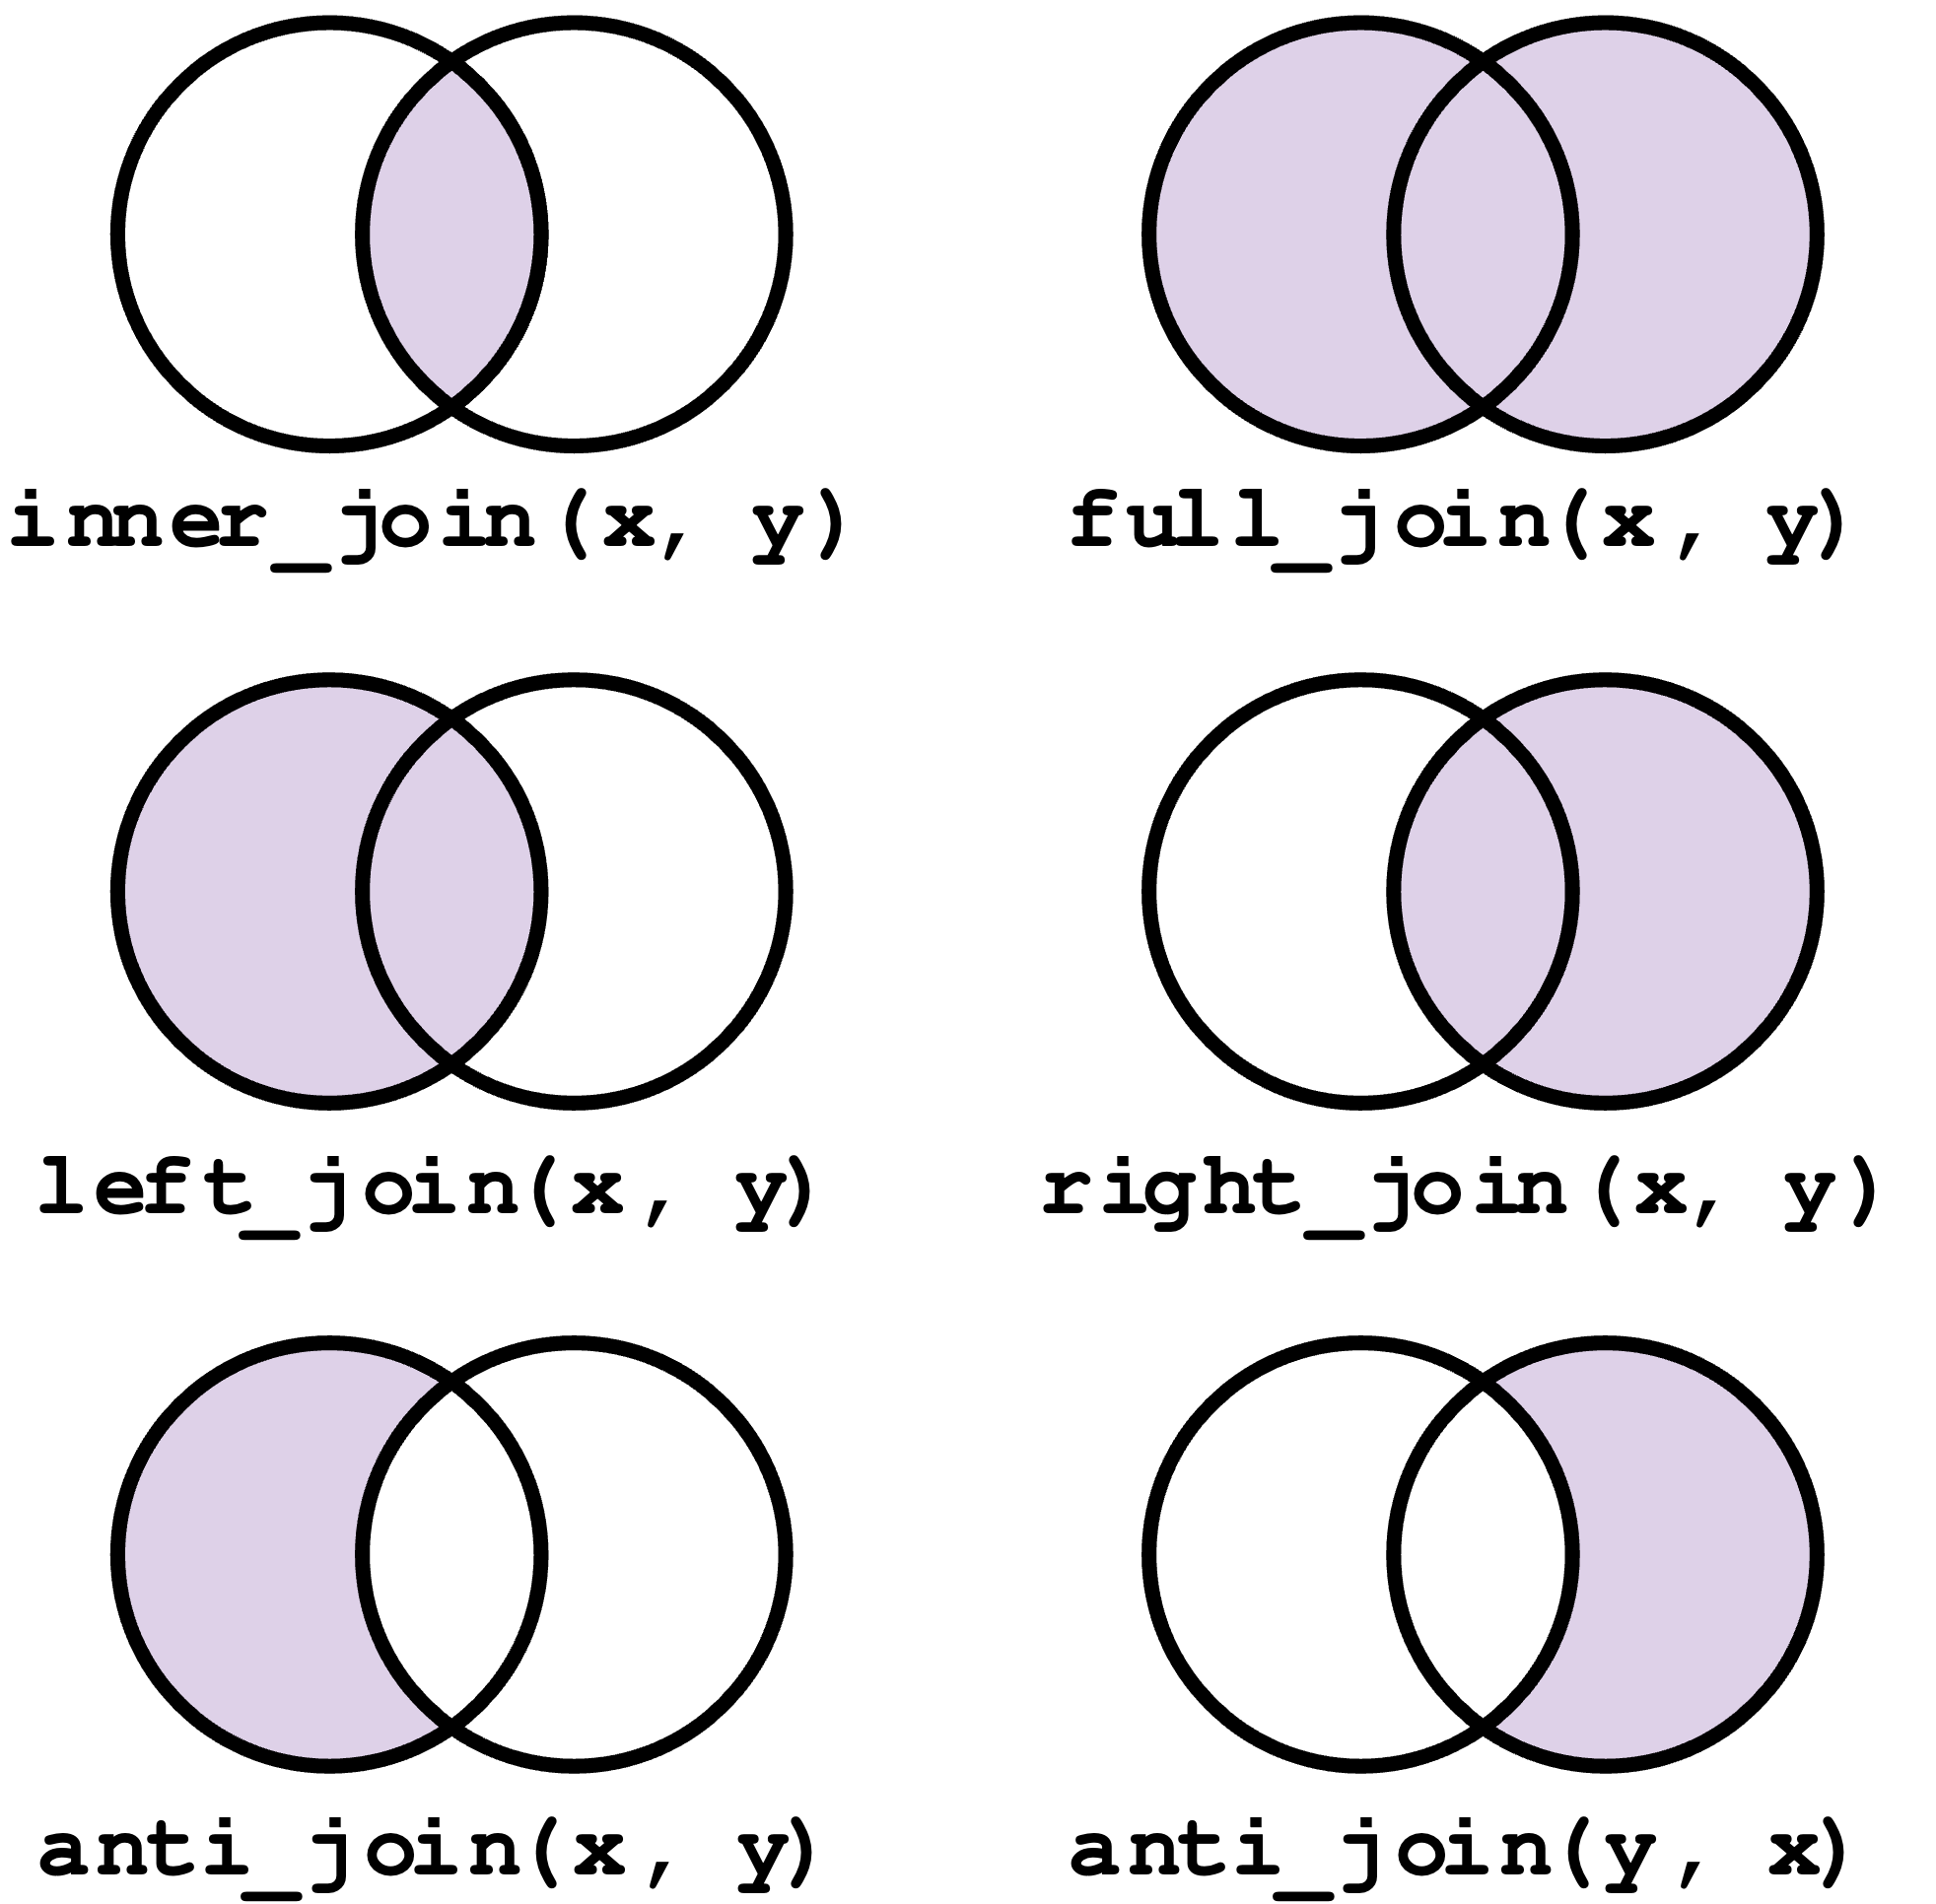 inner_join(x, y)
full_join(x, y)
left_join(x, y)
right_join(x, y)
anti_join(x, y)
anti_join(y, x)